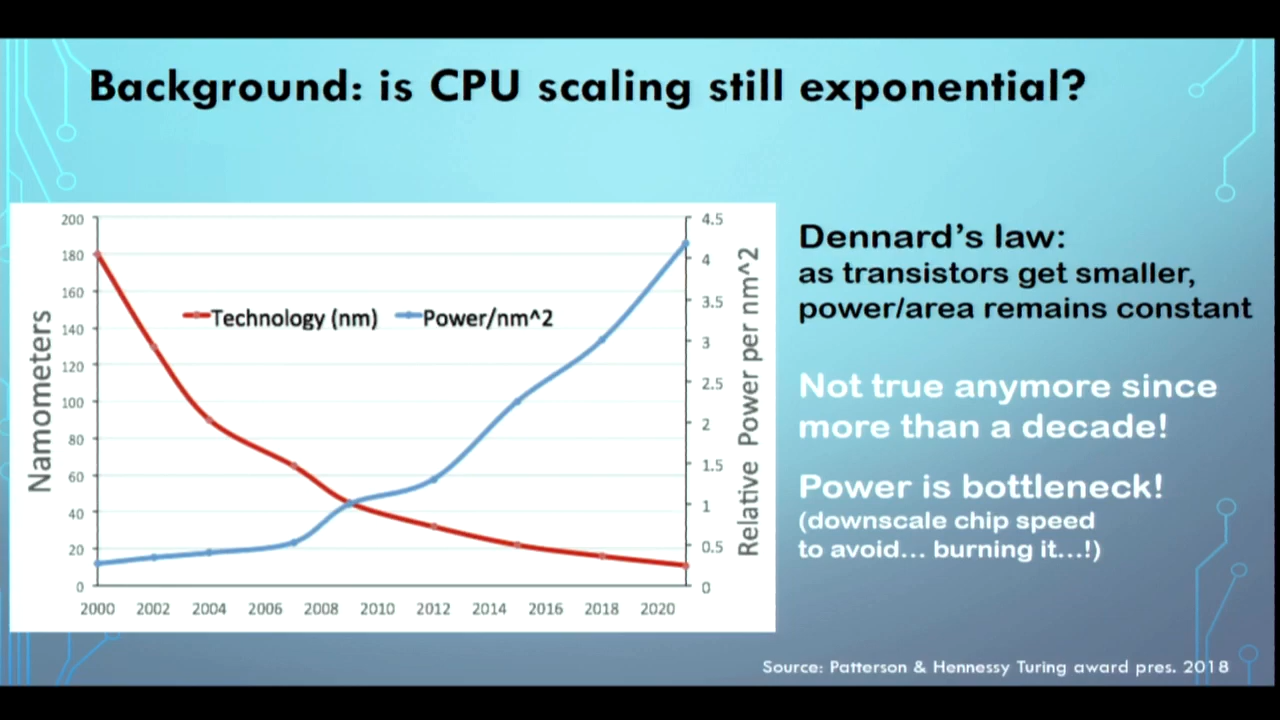 Background: is CPU scaling still exponential?
Namometers
200
180
160
140
120
100
80
60
40
20
0
Technology (nm)
Power/nm^2
4.5
4
3.5
3
2.5
2
1.5
1
0.5
0
Relative Power per nm^2
2000 2002 2004 2006 2008 2010 2012 2014 2016 2018 2020
Dennard's law:
as transistors get smaller,
power/area remains constant
Not true anymore since
more than a decade!
Power is bottleneck!
(downscale chip speed
to avoid... burning it...!)
Source: Patterson & Hennessy Turing award pres. 2018